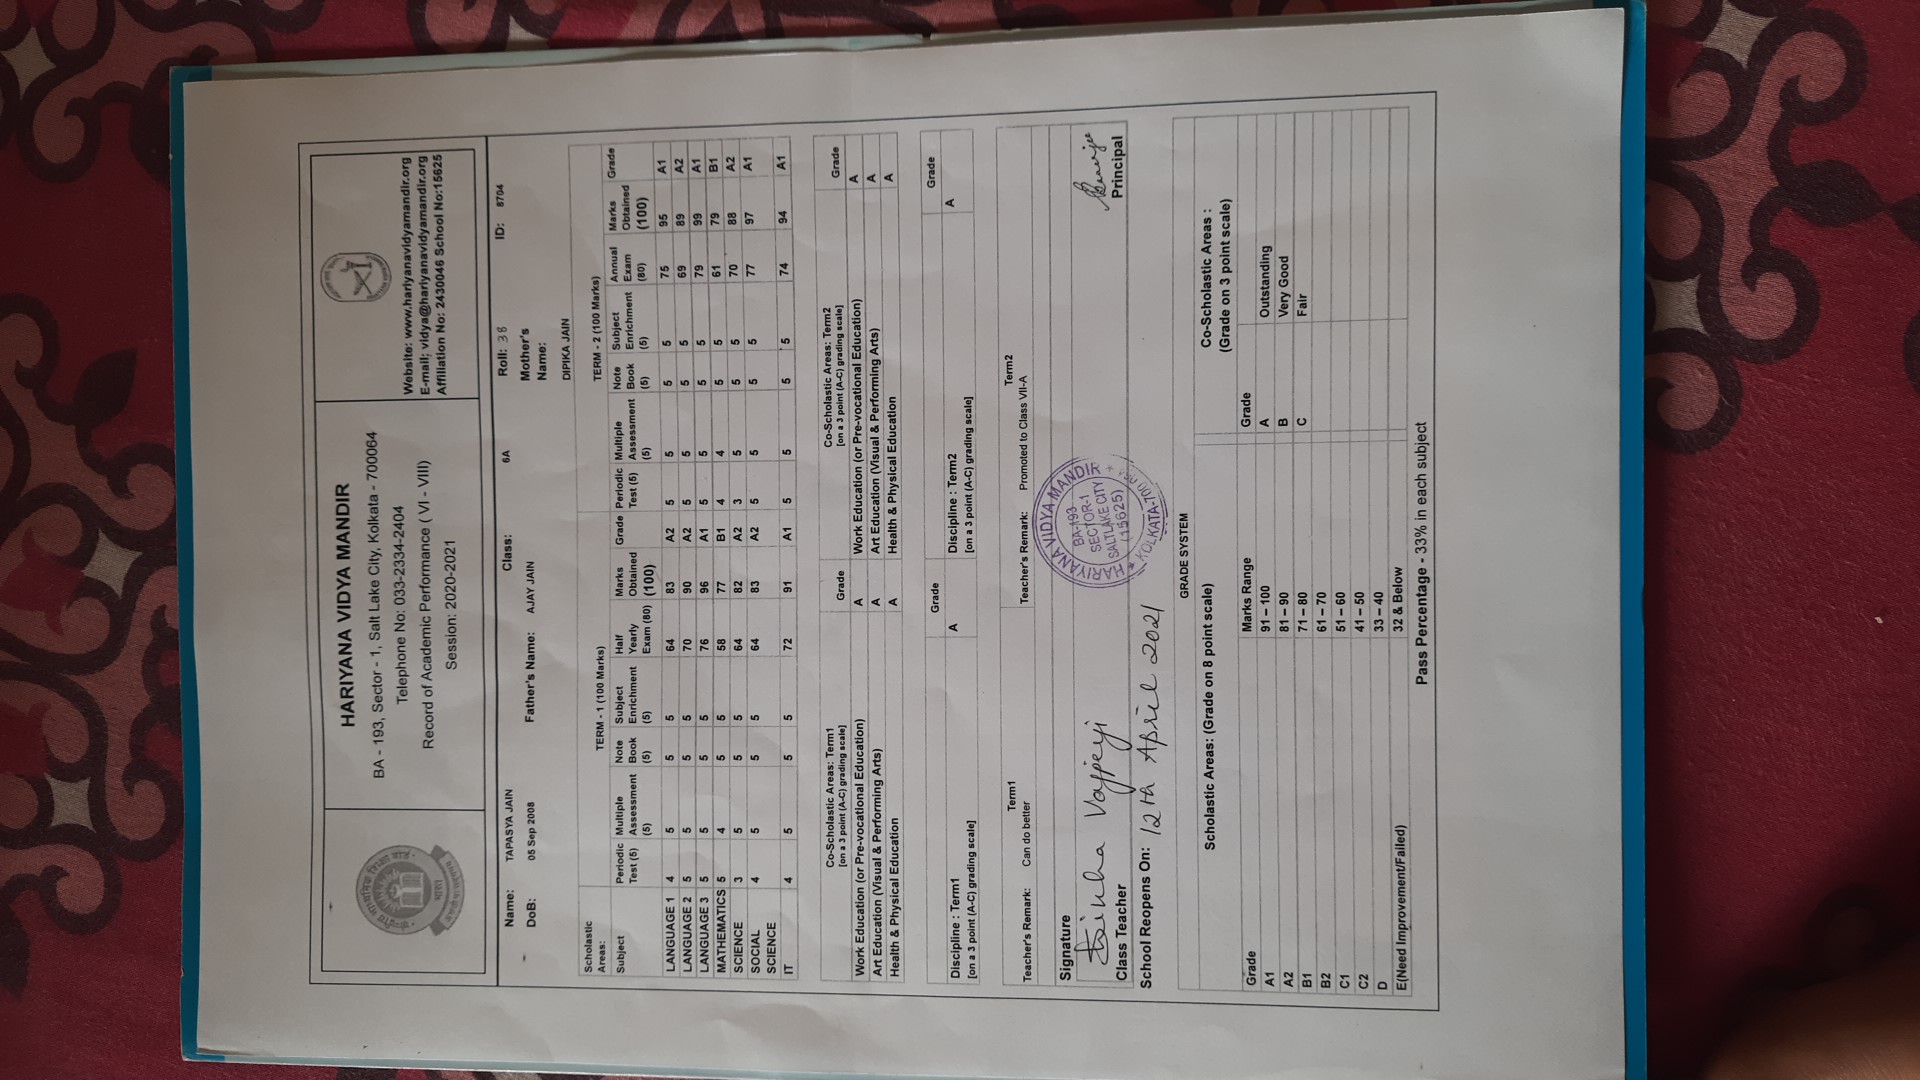 HARIYANA VIDYA MANDIR
BA - 193, Sector - 1, Salt Lake City, Kolkata - 700064
Telephone No: 033-2334-2404
Record of Academic Performance ( VI - VIII)
Session: 2020-2021
Website: www.hariyanavidyamandir.org
E-mail; vidya@hariyanavidyamandir.org
Affiliation No: 2430046 School No:15625
Name: TAPASYA JAIN Class: 6A Roll: 38 ID: 8704
DoB: 05 Sep 2008 Father's Name: AJAY JAIN Mother's Name: DIPIKA JAIN
Scholastic Areas: TERM - 1 (100 Marks) TERM - 2 (100 Marks)
Subject Periodic Test (5) Multiple Assessment (5) Note Book (5) Subject Enrichment (5) Half Yearly Exam (80) Marks Obtained (100) Grade Periodic Test (5) Multiple Assessment (5) Note Book (5) Subject Enrichment (5) Annual Exam (80) Marks Obtained (100) Grade
LANGUAGE 1 4 5 5 5 64 83 A2 5 5 5 5 75 95 A1
LANGUAGE 2 5 5 5 5 70 90 A2 5 5 5 5 69 89 A2
LANGUAGE 3 5 5 5 5 76 96 A1 5 5 5 5 79 99 A1
MATHEMATICS 5 4 5 5 58 77 B1 4 4 5 5 61 79 B1
SCIENCE 3 5 5 5 64 82 A2 3 5 5 5 70 88 A2
SOCIAL SCIENCE 4 5 5 5 64 83 A2 5 5 5 5 77 97 A1
IT 4 5 5 5 72 91 A1 5 5 5 5 74 94 A1
Co-Scholastic Areas: Term1 Grade Co-Scholastic Areas: Term2 Grade
[on a 3 point (A-C) grading scale] [on a 3 point (A-C) grading scale]
Work Education (or Pre-vocational Education) A Work Education (or Pre-vocational Education) A
Art Education (Visual & Performing Arts) A Art Education (Visual & Performing Arts) A
Health & Physical Education A Health & Physical Education A
Grade Grade
Discipline : Term1 A Discipline : Term2 A
[on a 3 point (A-C) grading scale] [on a 3 point (A-C) grading scale]
Term1 Term2
Teacher's Remark: Can do better Teacher's Remark: Promoted to Class VII-A
Signature
Vajpeyi
Class Teacher Principal
HARIYANA VIDYA MANDIR
BA-193
SECTOR-1
SALT LAKE CITY
(15625)
KOLKATA-700 064
School Reopens On: 12th April 2021
GRADE SYSTEM
Scholastic Areas: (Grade on 8 point scale) Co-Scholastic Areas :
(Grade on 3 point scale)
Grade Marks Range Grade
A1 91 – 100 A Outstanding
A2 81 – 90 B Very Good
B1 71 – 80 C Fair
B2 61 – 70
C1 51 – 60
C2 41 – 50
D 33 – 40
E(Need Improvement/Failed) 32 & Below
Pass Percentage - 33% in each subject